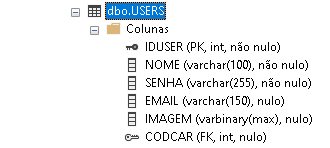 dbo.USERS
Colunas
IDUSER (PK, int, não nulo)
NOME (varchar(100), não nulo)
SENHA (varchar(255), não nulo)
EMAIL (varchar(150), nulo)
IMAGEM (varbinary(max), nulo)
CODCAR (FK, int, nulo)